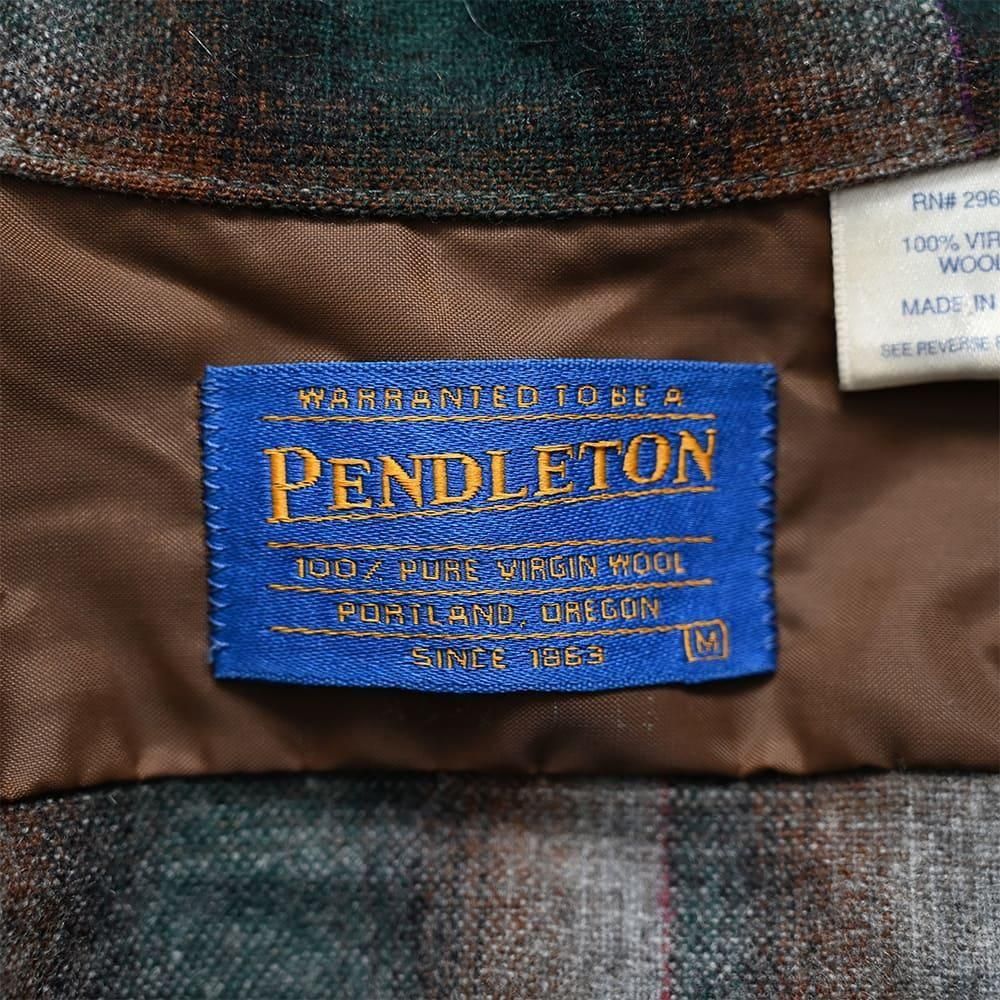 WARRANTED TO BE A
PENDLETON
100% PURE VIRGIN WOOL
PORTLAND, OREGON
SINCE 1863
M
RN# 296
100% VIR
WOOL
MADE IN
SEE REVERSE